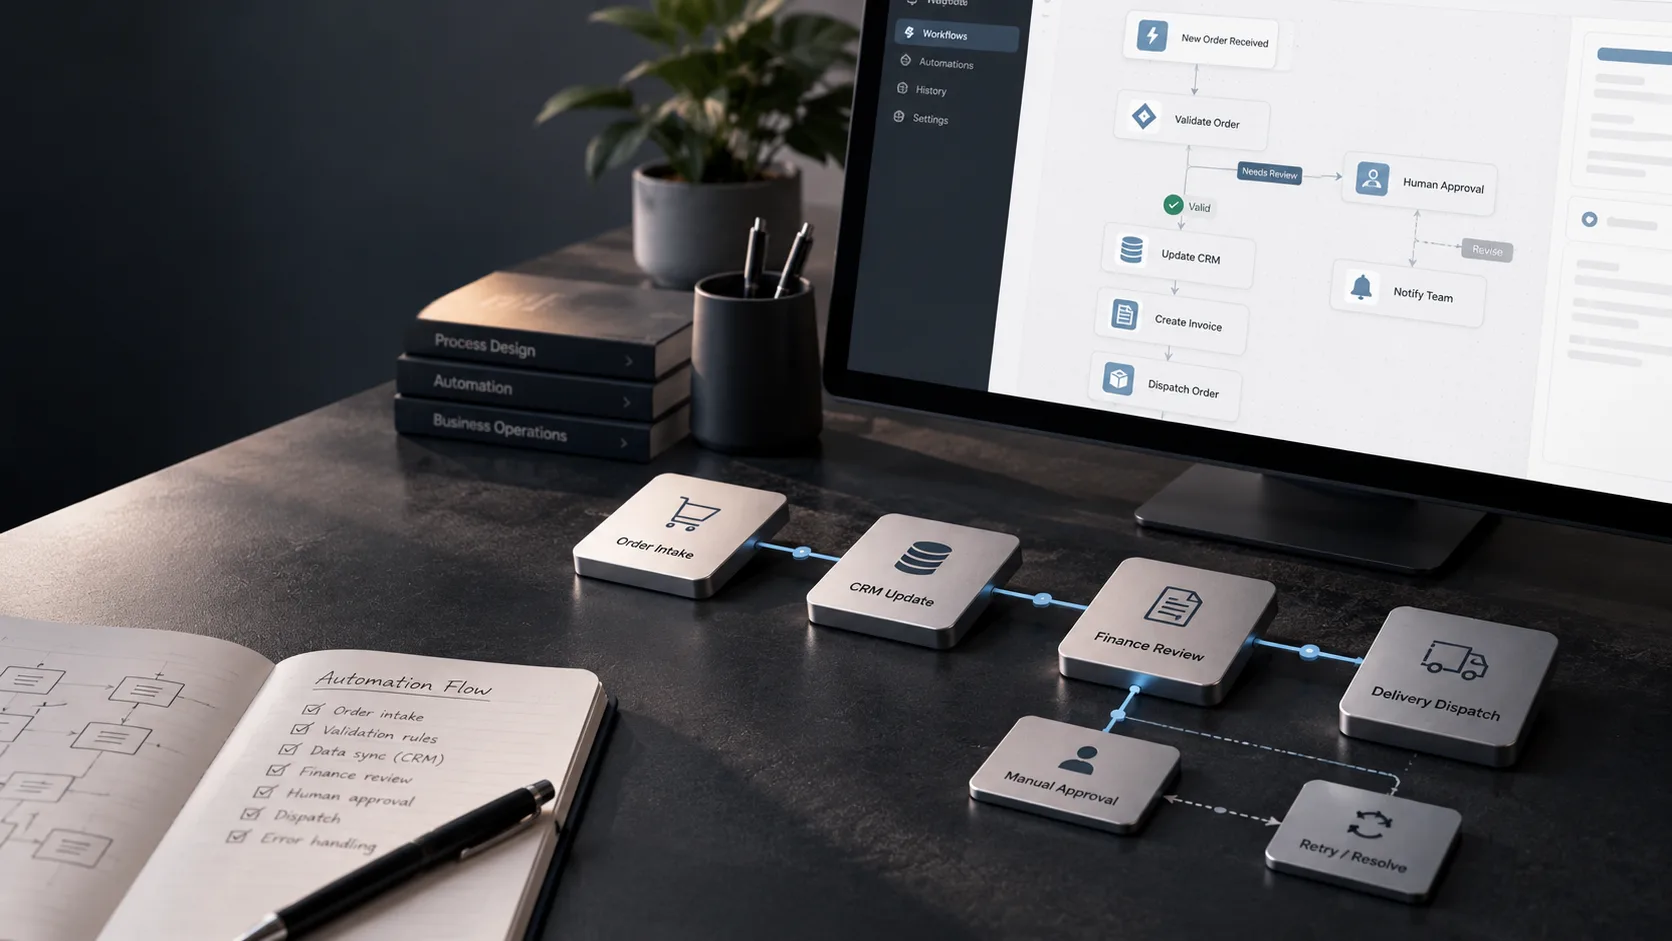 Workflows
Automations
History
Settings
New Order Received
Validate Order
Needs Review
Human Approval
Valid
Revise
Update CRM
Notify Team
Create Invoice
Dispatch Order
Process Design
Automation
Business Operations
Order Intake
CRM Update
Finance Review
Delivery Dispatch
Manual Approval
Retry / Resolve
Automation Flow
Order intake
Validation rules
Data sync (CRM)
Finance review
Human approval
Dispatch
Error handling